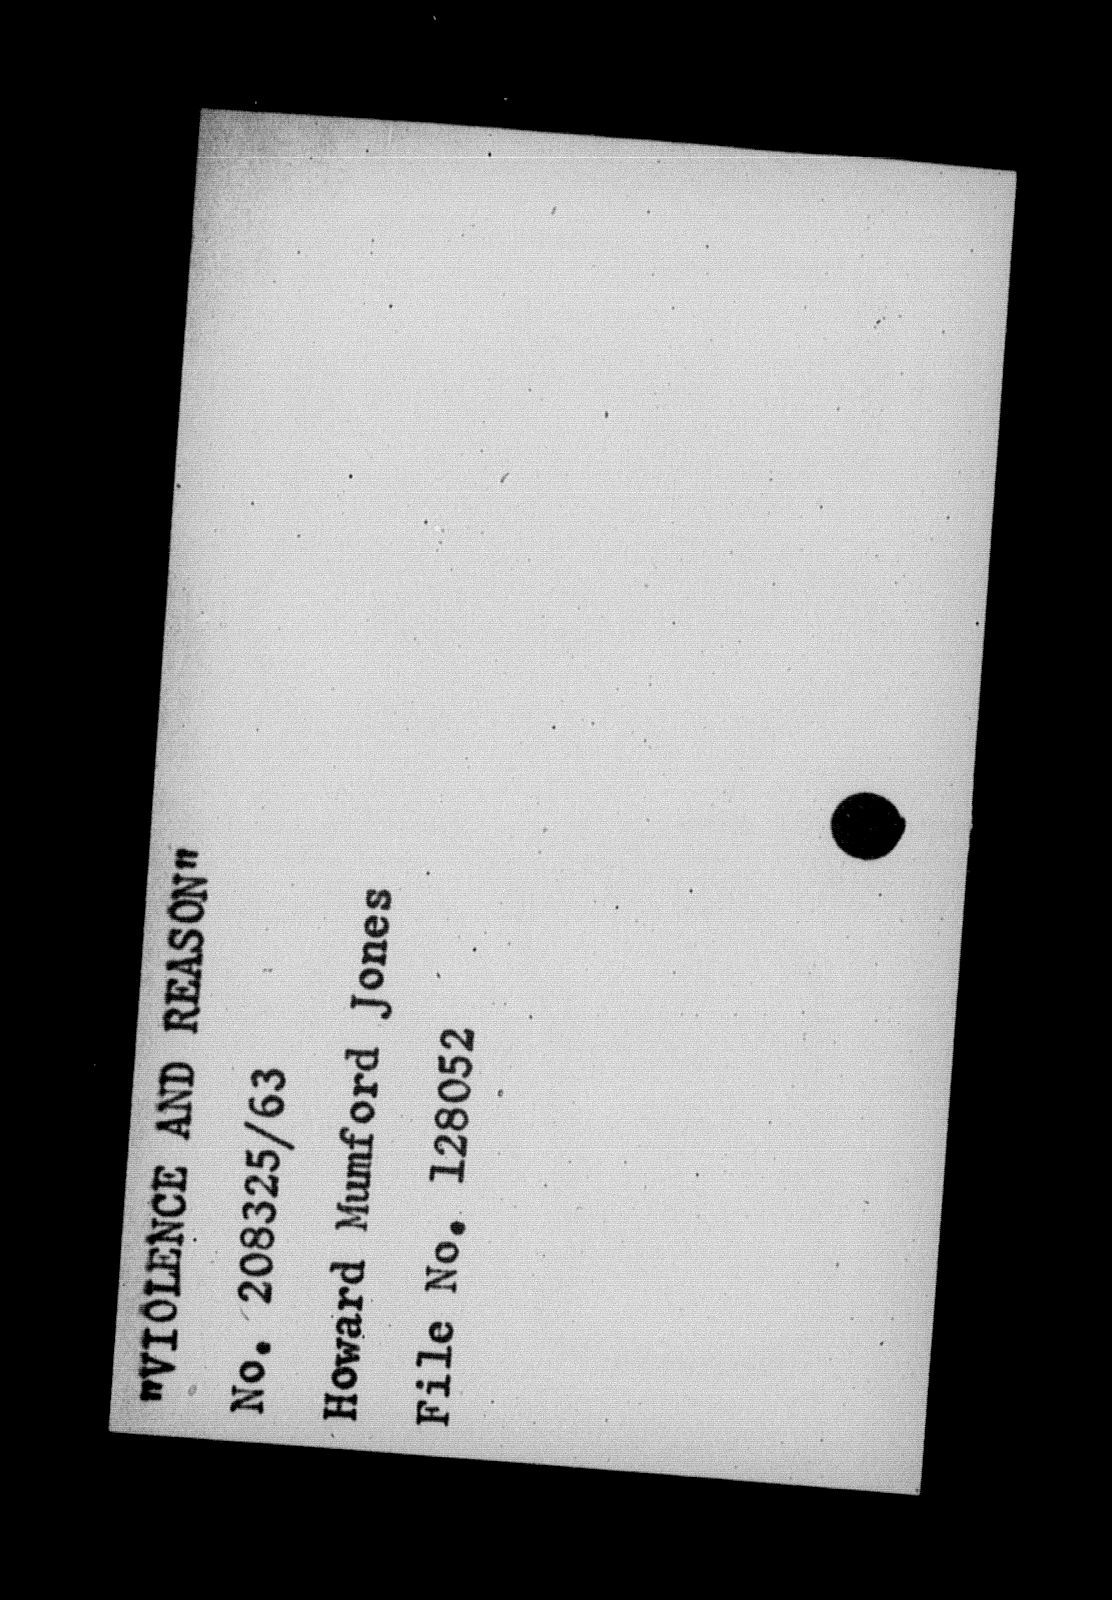 "VIOLENCE AND REASON"
No. 208325/63
Howard Mumford Jones
File No. 128052